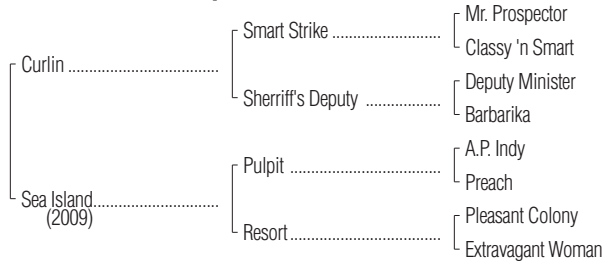 Mr. Prospector
Smart Strike ......................
Classy 'n Smart
Curlin ...............................
Deputy Minister
Sherriff's Deputy ...............
Barbarika
A.P. Indy
Pulpit ...............................
Preach
Sea Island..........................
(2009)
Pleasant Colony
Resort...............................
Extravagant Woman